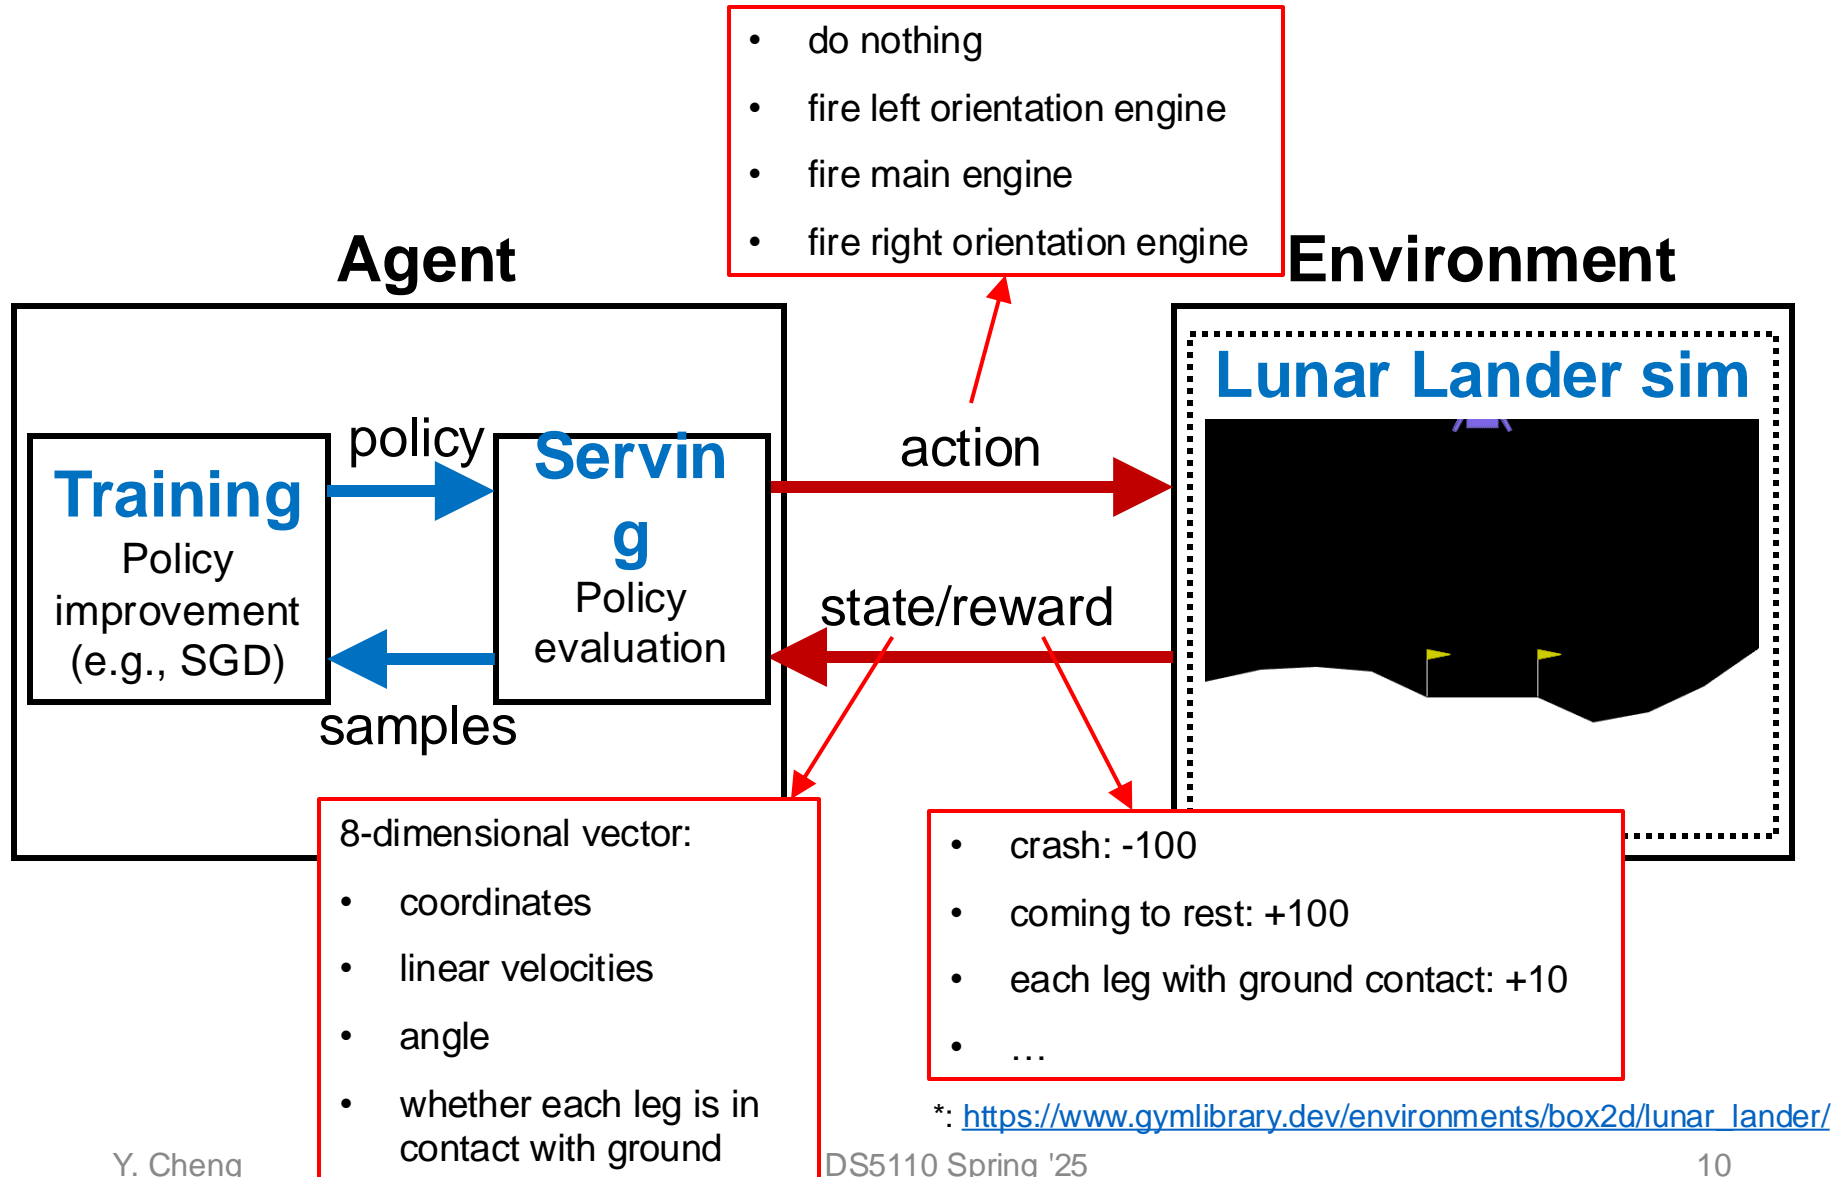 • do nothing
• fire left orientation engine
• fire main engine
• fire right orientation engine
Agent
Environment
Lunar Lander sim
policy
Training
Policy
improvement
(e.g., SGD)
Servin
g
Policy
evaluation
samples
action
state/reward
8-dimensional vector:
• coordinates
• linear velocities
• angle
• whether each leg is in
contact with ground
• crash: -100
• coming to rest: +100
• each leg with ground contact: +10
• …
*: https://www.gymlibrary.dev/environments/box2d/lunar_lander/
Y. Cheng
DS5110 Spring '25
10